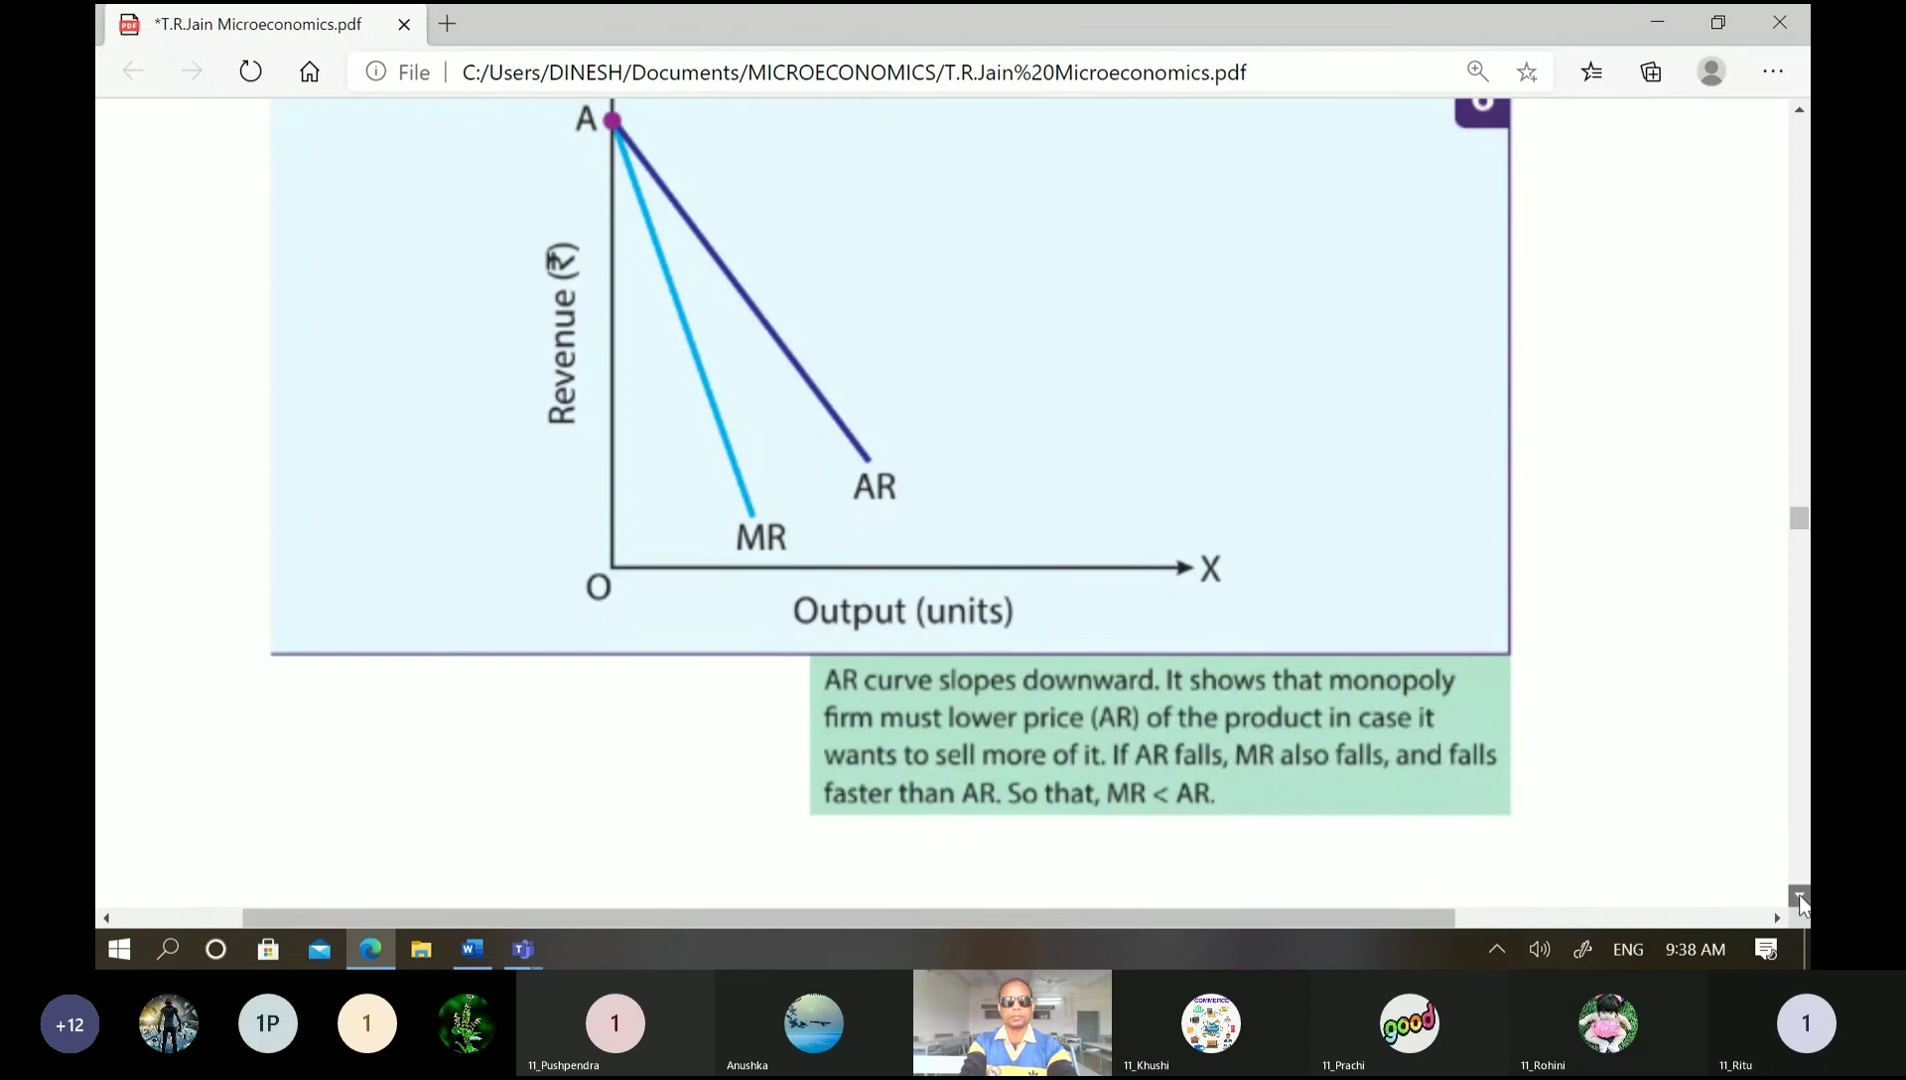 *T.R.Jain Microeconomics.pdf
File
C:/Users/DINESH/Documents/MICROECONOMICS/T.R.Jain%20Microeconomics.pdf
A
Revenue (₹)
AR
MR
O
X
Output (units)
AR curve slopes downward. It shows that monopoly
firm must lower price (AR) of the product in case it
wants to sell more of it. If AR falls, MR also falls, and falls
faster than AR. So that, MR < AR.
ENG
9:38 AM
+12
1P
1
1
COMMERCE
good
1
11_Pushpendra
Anushka
11_Khushi
11_Prachi
11_Rohini
11_Ritu